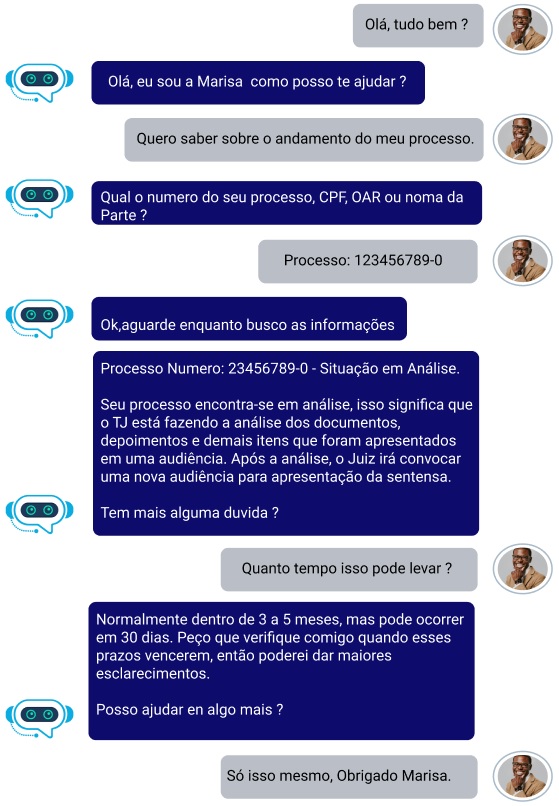 Olá, tudo bem ?
Olá, eu sou a Marisa  como posso te ajudar ?
Quero saber sobre o andamento do meu processo.
Qual o numero do seu processo, CPF, OAR ou noma da
Parte ?
Processo: 123456789-0
Ok,aguarde enquanto busco as informações
Processo Numero: 23456789-0 - Situação em Análise.
Seu processo encontra-se em análise, isso significa que
o TJ está fazendo a análise dos documentos,
depoimentos e demais itens que foram apresentados
em uma audiência. Após a análise, o Juiz irá convocar
uma nova audiência para apresentação da sentensa.
Tem mais alguma duvida ?
Quanto tempo isso pode levar ?
Normalmente dentro de 3 a 5 meses, mas pode ocorrer
em 30 dias. Peço que verifique comigo quando esses
prazos vencerem, então poderei dar maiores
esclarecimentos.
Posso ajudar en algo mais ?
Só isso mesmo, Obrigado Marisa.